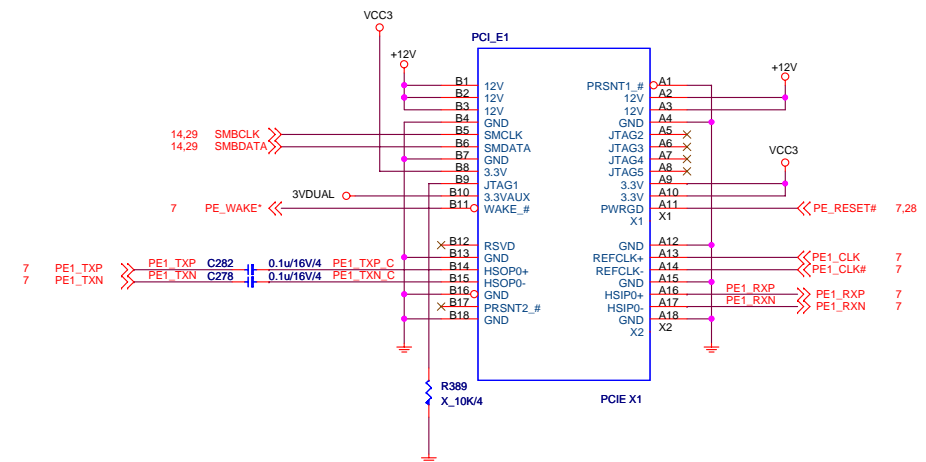 VCC3
PCI_E1
+12V
+12V
B1 12V PRSNT1_# A1
B2 12V 12V A2
B3 12V 12V A3
B4 GND GND A4
14,29 SMBCLK B5 SMCLK JTAG2 A5
14,29 SMBDATA B6 SMDATA JTAG3 A6
B7 GND JTAG4 A7
VCC3
B8 3.3V JTAG5 A8
B9 JTAG1 3.3V A9
3VDUAL B10 3.3VAUX 3.3V A10
7 PE_WAKE* B11 WAKE_# PWRGD A11 PE_RESET# 7,28
X1 X1
B12 RSVD GND A12
B13 GND REFCLK+ A13 PE1_CLK 7
7 PE1_TXP PE1_TXP C282 0.1u/16V/4 PE1_TXP_C B14 HSOP0+ REFCLK- A14 PE1_CLK# 7
7 PE1_TXN PE1_TXN C278 0.1u/16V/4 PE1_TXN_C B15 HSOP0- GND A15
B16 GND HSIP0+ A16 PE1_RXP PE1_RXP 7
B17 PRSNT2_# HSIP0- A17 PE1_RXN PE1_RXN 7
B18 GND GND A18
X2 X2
R389
X_10K/4
PCIE X1